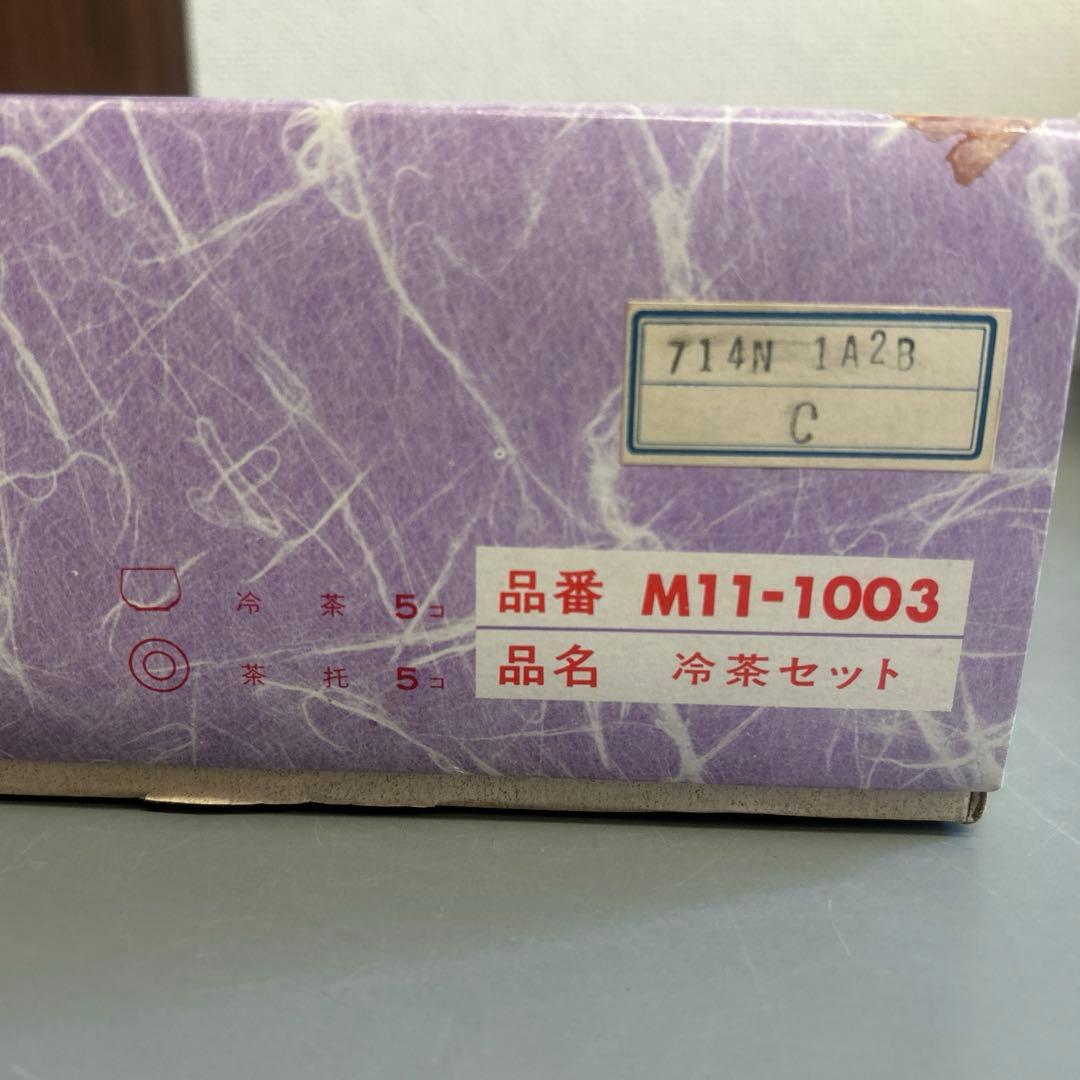 714N 1A2B
C
冷茶 5コ
茶托 5コ
品番 M11-1003
品名 冷茶セット